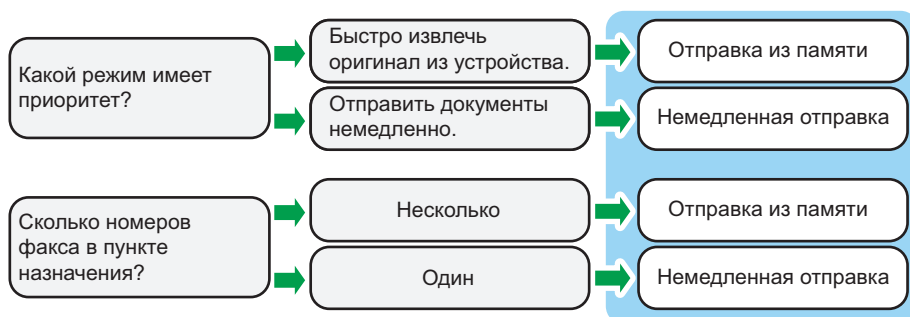 Какой режим имеет
приоритет?
Быстро извлечь
оригинал из устройства.
Отправка из памяти
Отправить документы
немедленно.
Немедленная отправка
Сколько номеров
факса в пункте
назначения?
Несколько
Отправка из памяти
Один
Немедленная отправка